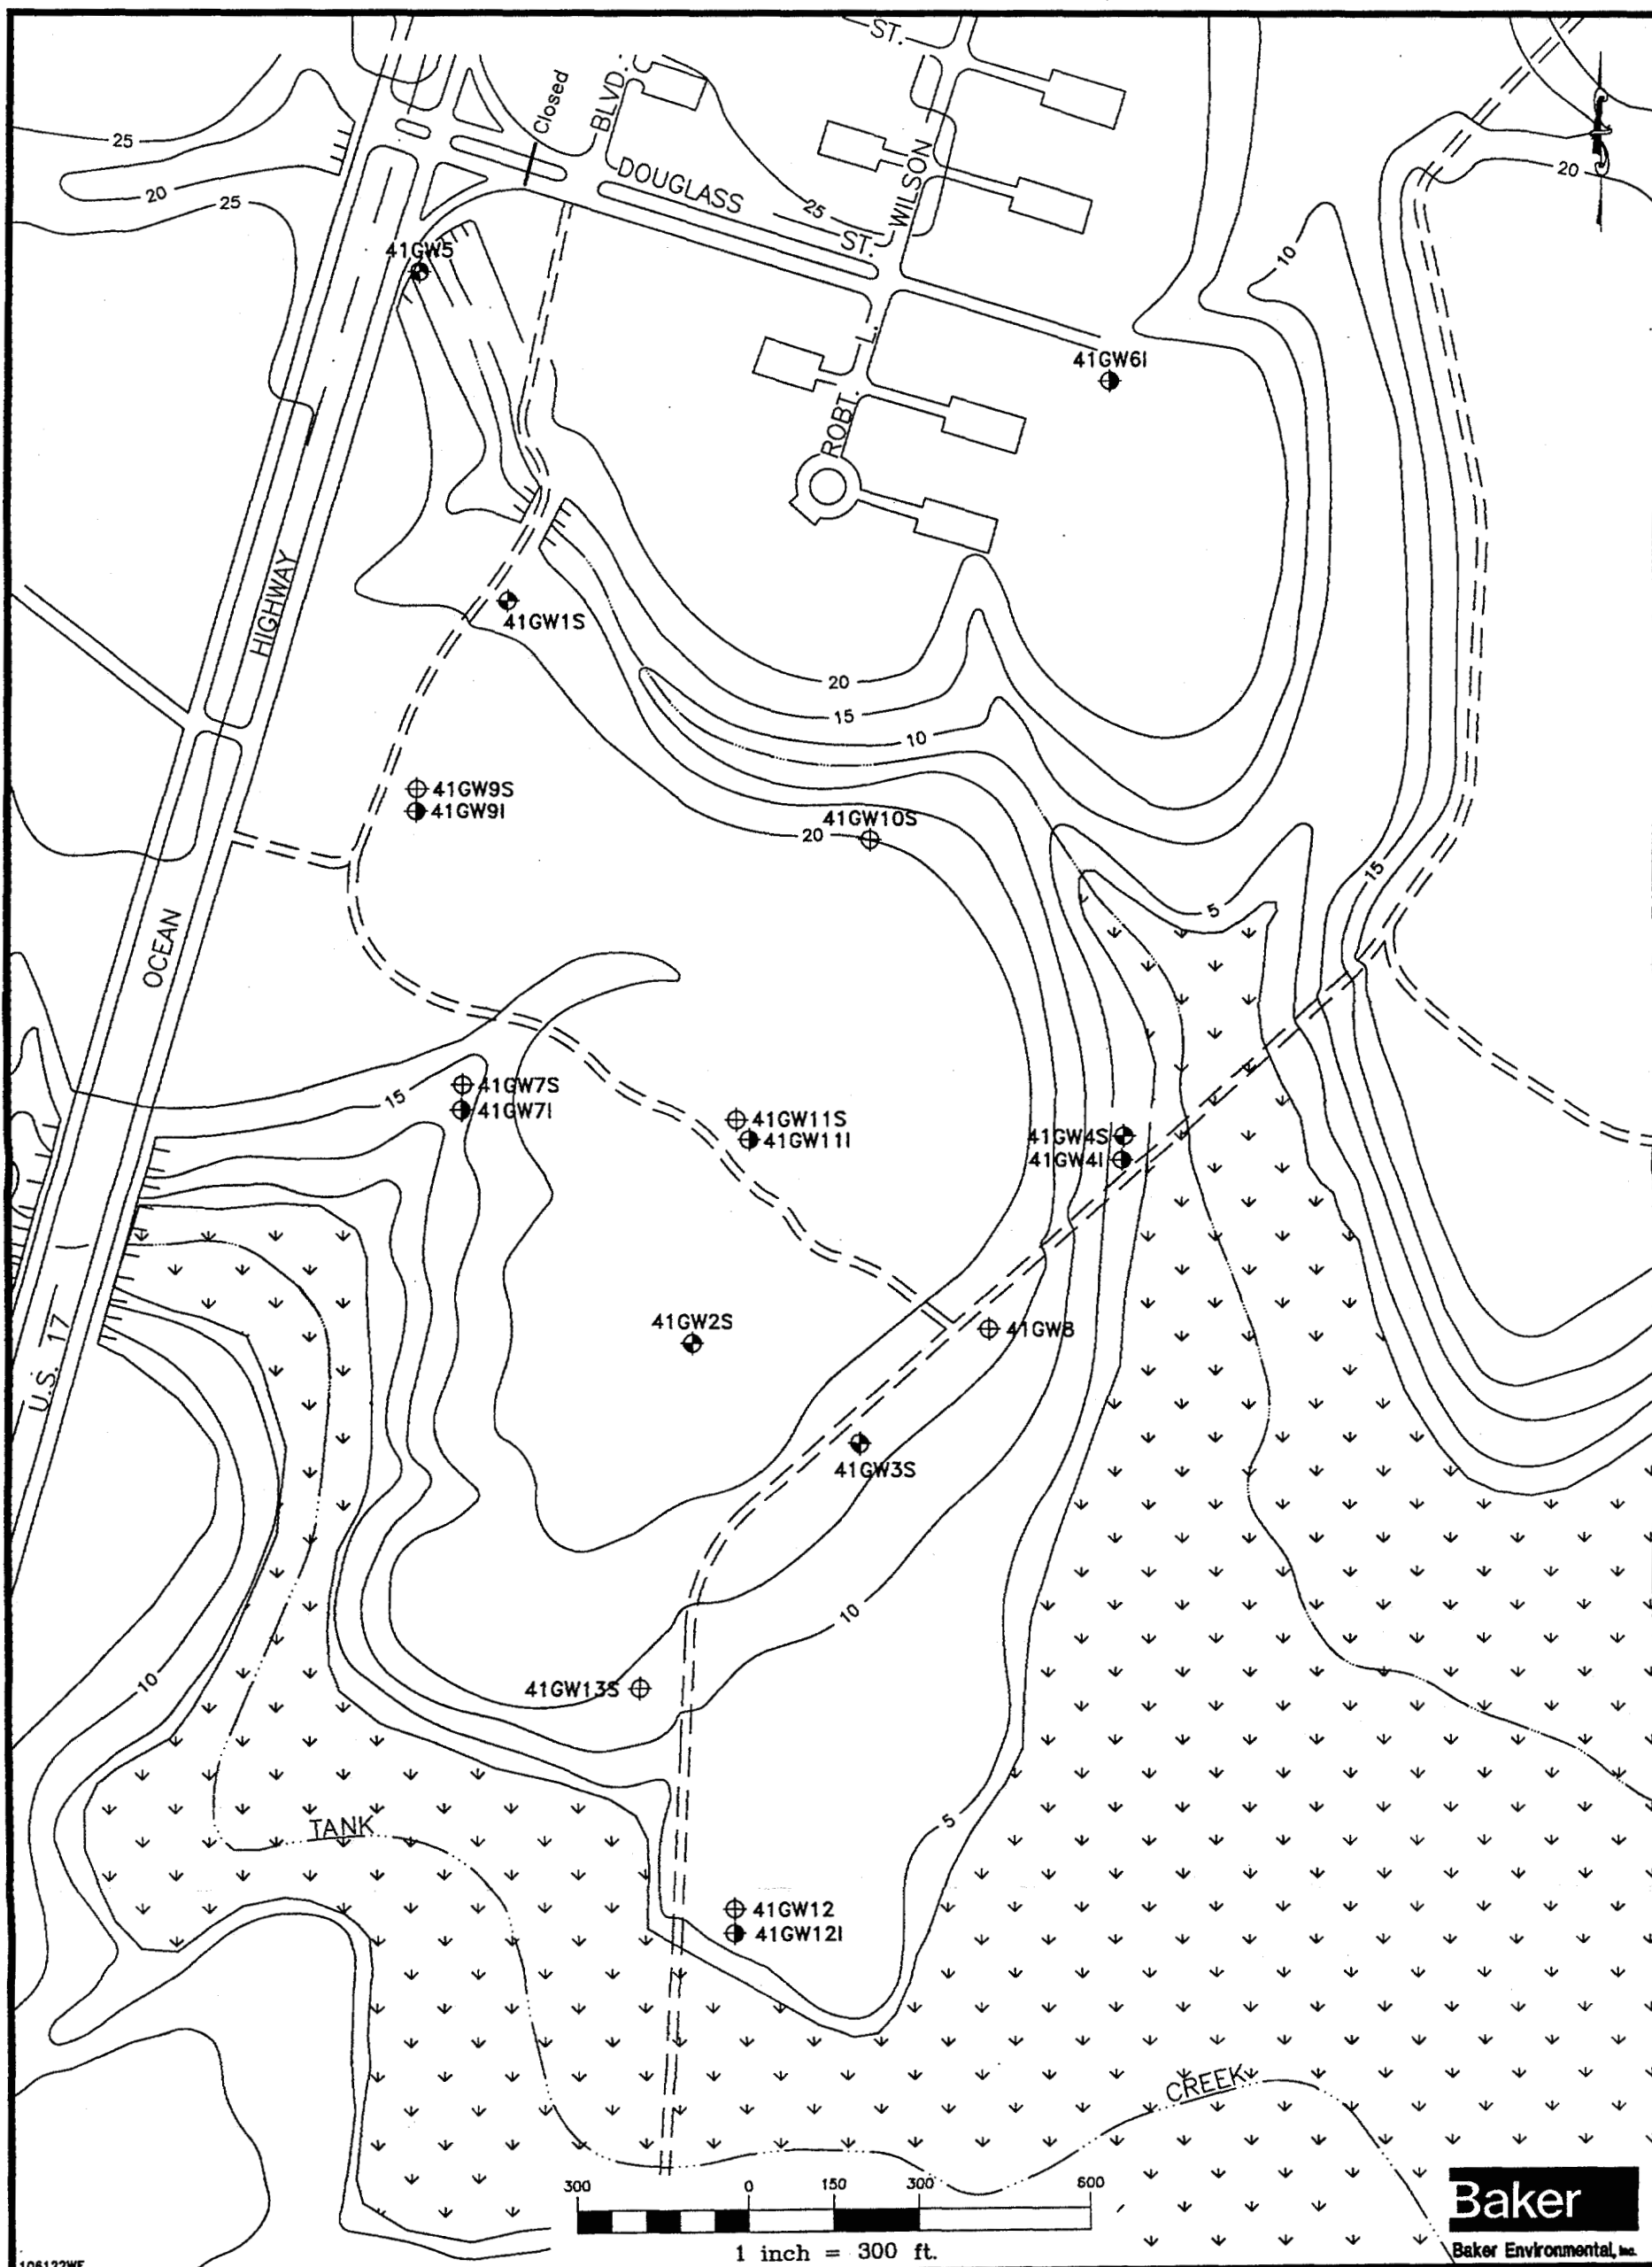 ST.
Closed
BLVD.
25
DOUGLASS
WILSON
20
25
20
25
ST.
10
41GW5
41GW6I
L.
ROBT.
HIGHWAY
41GW1S
20
15
10
41GW9S
41GW9I
41GW10S
20
15
5
OCEAN
15
41GW7S
41GW7I
41GW11S
41GW11I
41GW4S
41GW4I
41GW2S
41GW8
U.S. 17
41GW3S
10
41GW13S
10
5
TANK
41GW12
41GW12I
CREEK
300 0 150 300 600
1 inch = 300 ft.
Baker
Baker Environmental, Inc.